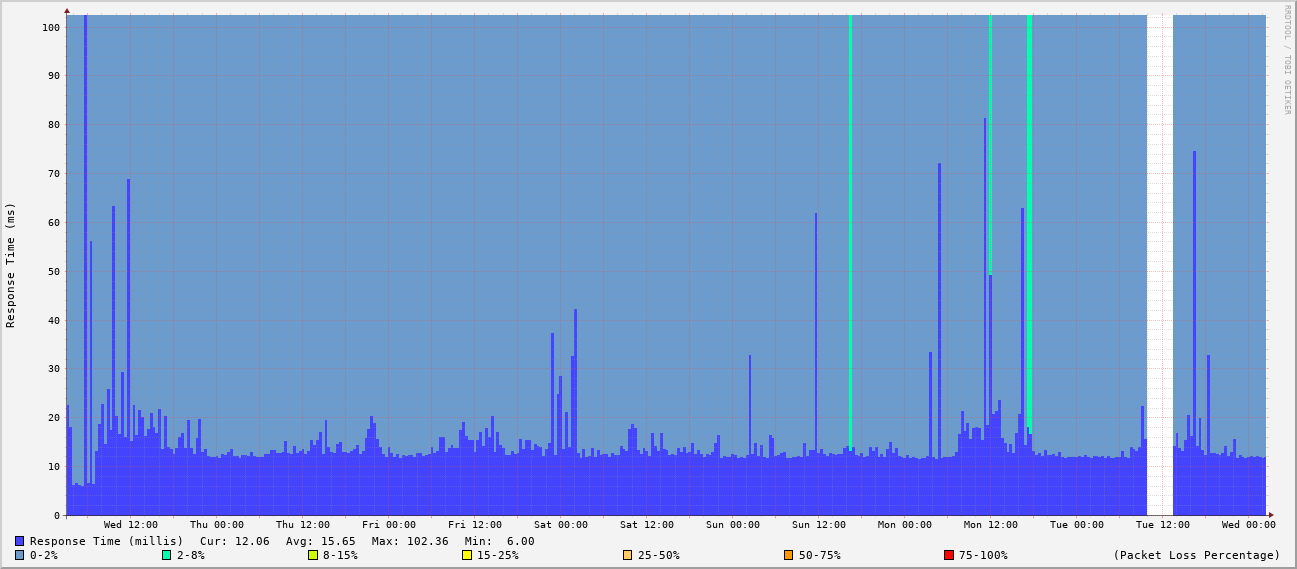 RRDTOOL / TOBI OETIKER
Response Time (ms)
100
90
80
70
60
50
40
30
20
10
0
Wed 12:00 Thu 00:00 Thu 12:00 Fri 00:00 Fri 12:00 Sat 00:00 Sat 12:00 Sun 00:00 Sun 12:00 Mon 00:00 Mon 12:00 Tue 00:00 Tue 12:00 Wed 00:00
Response Time (millis) Cur: 12.06 Avg: 15.65 Max: 102.36 Min: 6.00
0-2% 2-8% 8-15% 15-25% 25-50% 50-75% 75-100% (Packet Loss Percentage)